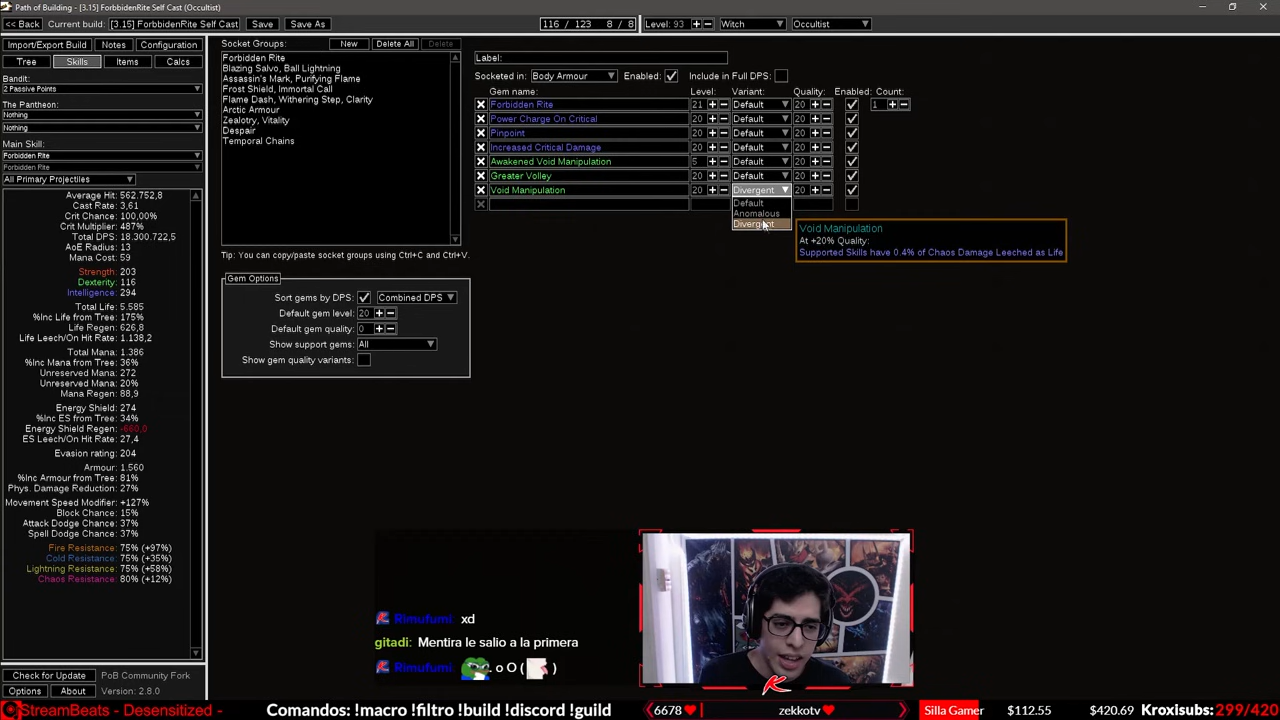 Path of Building - [3.15] ForbbidenRite Self Cast (Occultist)
<< Back Current build: [3.15] ForbbidenRite Self Cast Save Save As 116 / 123 8 / 8 Level: 93 + - Witch Occultist
Import/Export Build Notes Configuration
Tree Skills Items Calcs
Bandit:
2 Passive Points
The Pantheon:
Nothing
Nothing
Main Skill:
Forbidden Rite
Forbidden Rite
All Primary Projectiles
Average Hit: 562.752,8
Cast Rate: 3,61
Crit Chance: 100,00%
Crit Multiplier: 487%
Total DPS: 18.300.722,5
AoE Radius: 13
Mana Cost: 59
Strength: 203
Dexterity: 116
Intelligence: 294
Total Life: 5.585
%Inc Life from Tree: 175%
Life Regen: 626,8
Life Leech/On Hit Rate: 1.138,2
Total Mana: 1.386
%Inc Mana from Tree: 36%
Unreserved Mana: 272
Unreserved Mana: 20%
Mana Regen: 88,9
Energy Shield: 274
%Inc ES from Tree: 34%
Energy Shield Regen: -660,0
ES Leech/On Hit Rate: 27,4
Evasion rating: 204
Armour: 1.560
%Inc Armour from Tree: 81%
Phys. Damage Reduction: 27%
Movement Speed Modifier: +127%
Block Chance: 15%
Attack Dodge Chance: 37%
Spell Dodge Chance: 37%
Fire Resistance: 75% (+97%)
Cold Resistance: 75% (+35%)
Lightning Resistance: 75% (+58%)
Chaos Resistance: 80% (+12%)
Check for Update PoB Community Fork
Options About Version: 2.8.0
Socket Groups: New Delete All Delete
Forbidden Rite
Blazing Salvo, Ball Lightning
Assassin's Mark, Purifying Flame
Frost Shield, Immortal Call
Flame Dash, Withering Step, Clarity
Arctic Armour
Zealotry, Vitality
Despair
Temporal Chains
Tip: You can copy/paste socket groups using Ctrl+C and Ctrl+V.
Gem Options
Sort gems by DPS: Combined DPS
Default gem level: 20 + -
Default gem quality: 0 + -
Show support gems: All
Show gem quality variants:
Label:
Socketed in: Body Armour Enabled: Include in Full DPS:
Gem name: Level: Variant: Quality: Enabled: Count:
Forbidden Rite 21 + - Default 20 + - 1 + -
Power Charge On Critical 20 + - Default 20 + -
Pinpoint 20 + - Default 20 + -
Increased Critical Damage 20 + - Default 20 + -
Awakened Void Manipulation 5 + - Default 20 + -
Greater Volley 20 + - Default 20 + -
Void Manipulation 20 + - Divergent 20 + -
Default
Anomalous
Divergent
Void Manipulation
At +20% Quality:
Supported Skills have 0.4% of Chaos Damage Leeched as Life
Rimufumi xd
gitadi: Mentira le salio a la primera
Rimufumi o O ( )
StreamBeats - Desensitized - Comandos: !macro !filtro !build !discord !guild 6678 zekkotv Silla Gamer $112.55 $420.69 Kroxisubs: 299/420